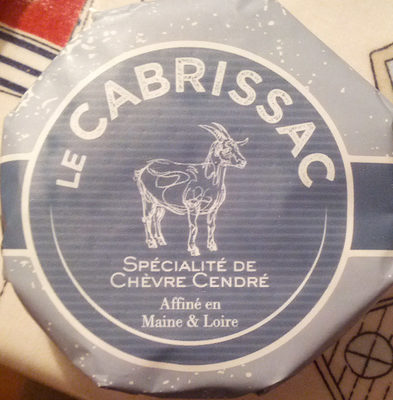 LE CABRISSAC
SPÉCIALITÉ DE
CHÈVRE CENDRÉ
Affiné en
Maine & Loire